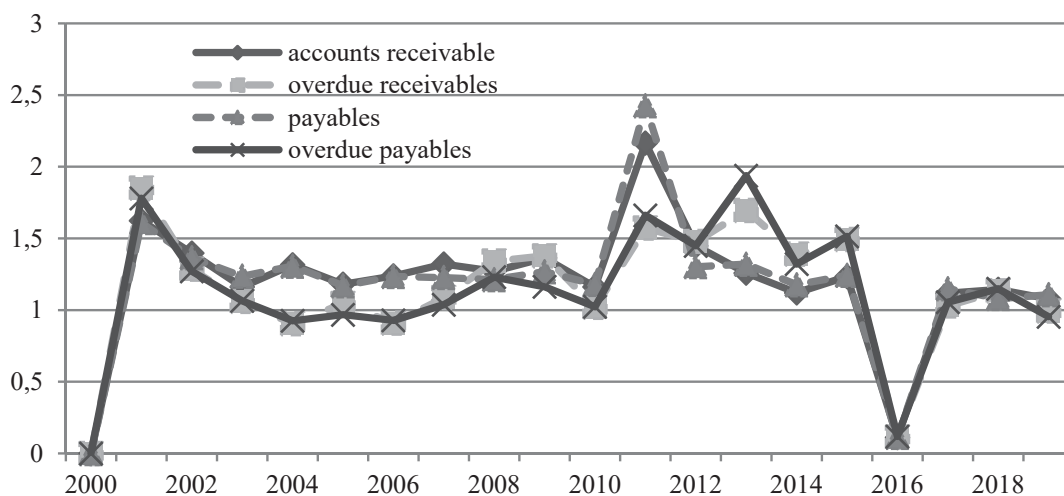 3
2,5
2
1,5
1
0,5
0
accounts receivable
overdue receivables
payables
overdue payables
2000 2002 2004 2006 2008 2010 2012 2014 2016 2018